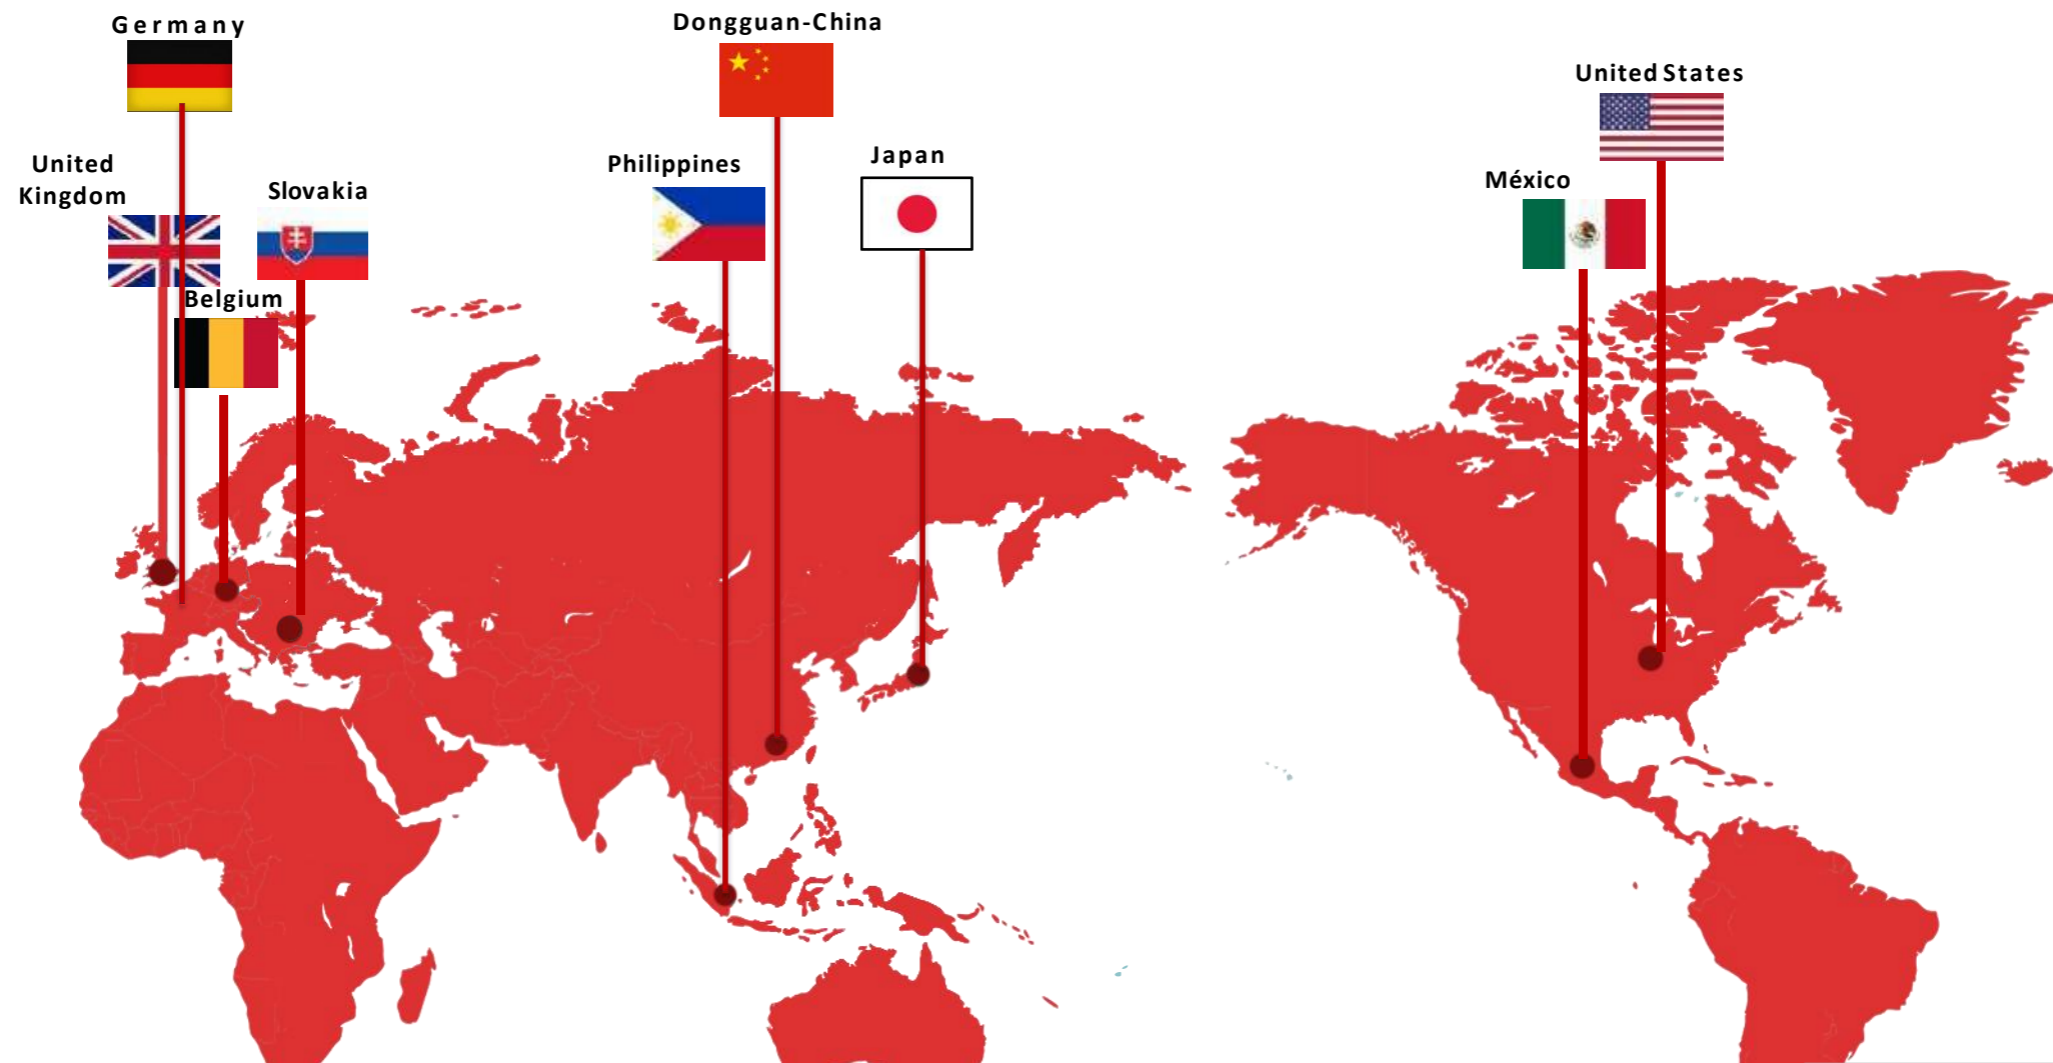 Germany
Dongguan-China
United States
United
Kingdom
Slovakia
Philippines
Japan
México
Belgium